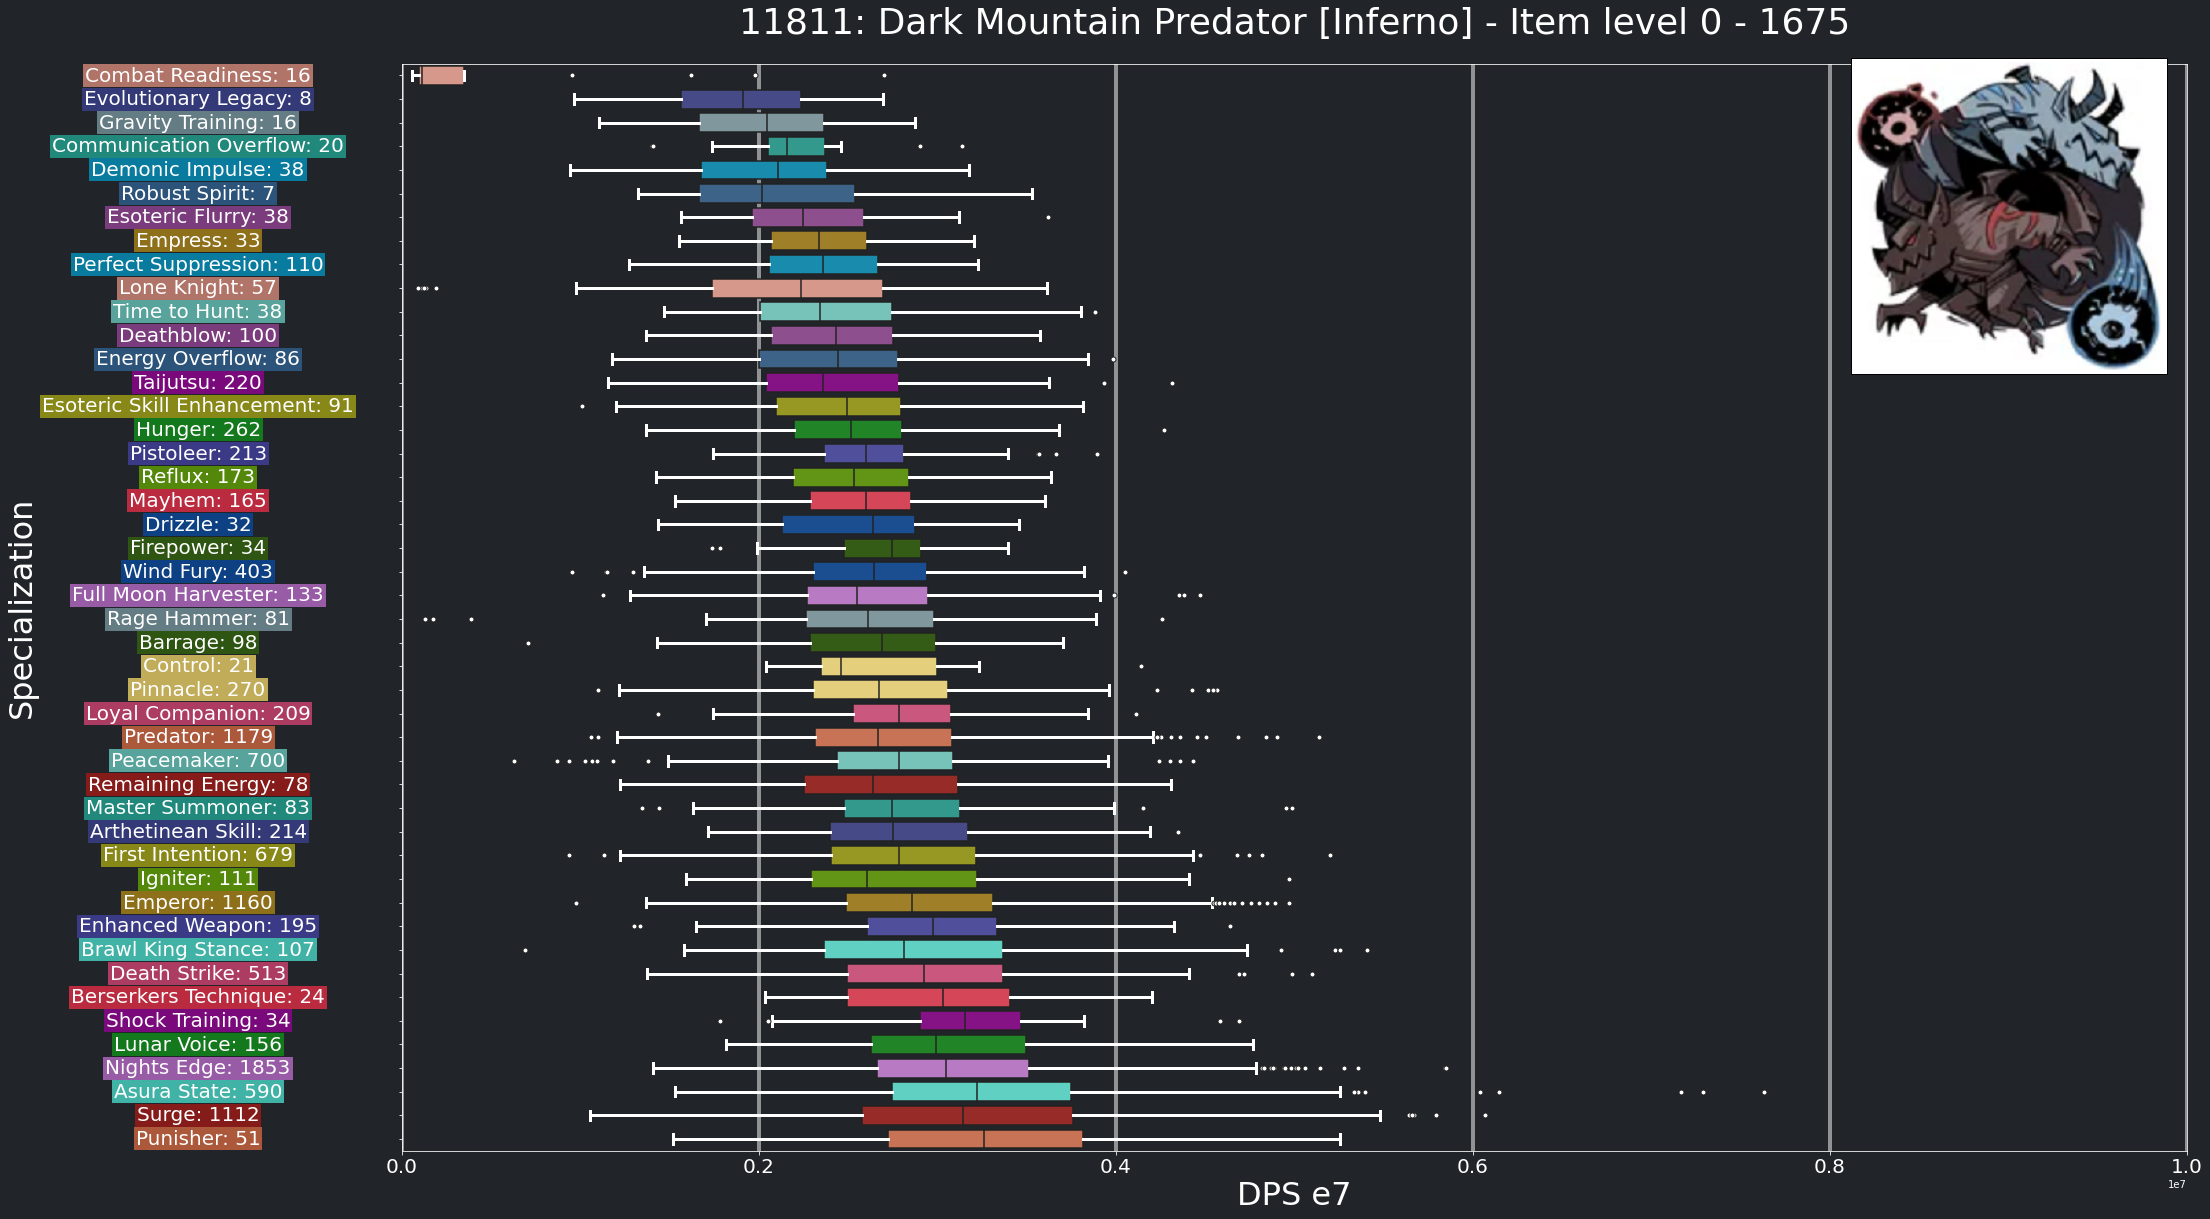 11811: Dark Mountain Predator [Inferno] - Item level 0 - 1675
Specialization
Combat Readiness: 16
Evolutionary Legacy: 8
Gravity Training: 16
Communication Overflow: 20
Demonic Impulse: 38
Robust Spirit: 7
Esoteric Flurry: 38
Empress: 33
Perfect Suppression: 110
Lone Knight: 57
Time to Hunt: 38
Deathblow: 100
Energy Overflow: 86
Taijutsu: 220
Esoteric Skill Enhancement: 91
Hunger: 262
Pistoleer: 213
Reflux: 173
Mayhem: 165
Drizzle: 32
Firepower: 34
Wind Fury: 403
Full Moon Harvester: 133
Rage Hammer: 81
Barrage: 98
Control: 21
Pinnacle: 270
Loyal Companion: 209
Predator: 1179
Peacemaker: 700
Remaining Energy: 78
Master Summoner: 83
Arthetinean Skill: 214
First Intention: 679
Igniter: 111
Emperor: 1160
Enhanced Weapon: 195
Brawl King Stance: 107
Death Strike: 513
Berserkers Technique: 24
Shock Training: 34
Lunar Voice: 156
Nights Edge: 1853
Asura State: 590
Surge: 1112
Punisher: 51
0.0 0.2 0.4 0.6 0.8 1.0
1e7
DPS e7